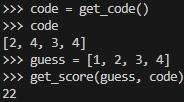 >>> code = get_code()
>>> code
[2, 4, 3, 4]
>>> guess = [1, 2, 3, 4]
>>> get_score(guess, code)
22